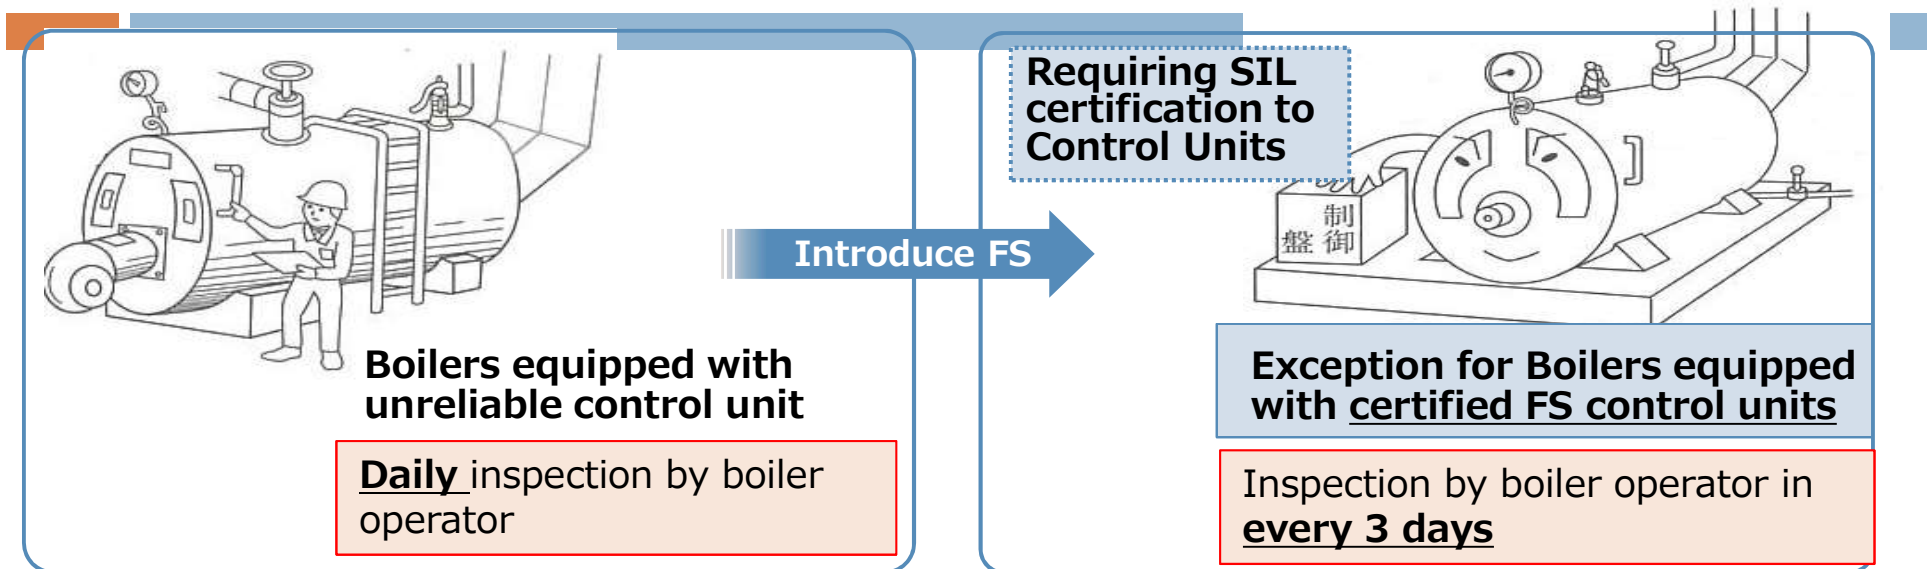 Boilers equipped with
unreliable control unit
Daily inspection by boiler
operator
Introduce FS
Requiring SIL
certification to
Control Units
制御
盤
Exception for Boilers equipped
with certified FS control units
Inspection by boiler operator in
every 3 days